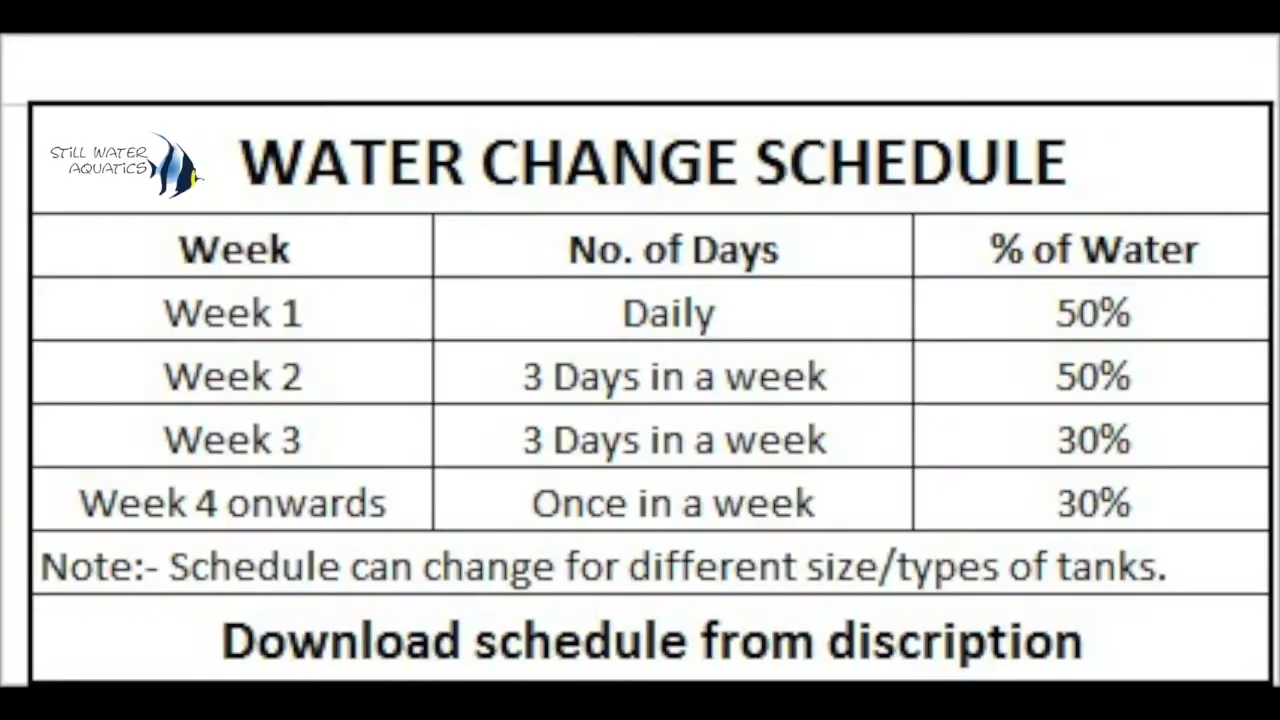 STILL WATER
AQUATICS
WATER CHANGE SCHEDULE
Week No. of Days % of Water
Week 1 Daily 50%
Week 2 3 Days in a week 50%
Week 3 3 Days in a week 30%
Week 4 onwards Once in a week 30%
Note:- Schedule can change for different size/types of tanks.
Download schedule from discription